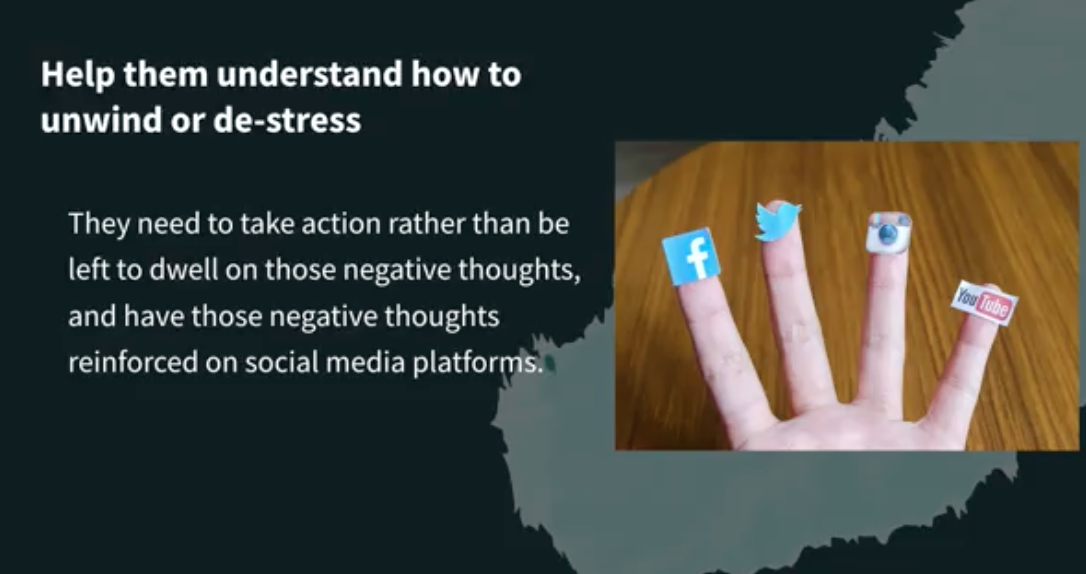 Help them understand how to
unwind or de-stress
They need to take action rather than be
left to dwell on those negative thoughts,
and have those negative thoughts
reinforced on social media platforms.
f
YouTube